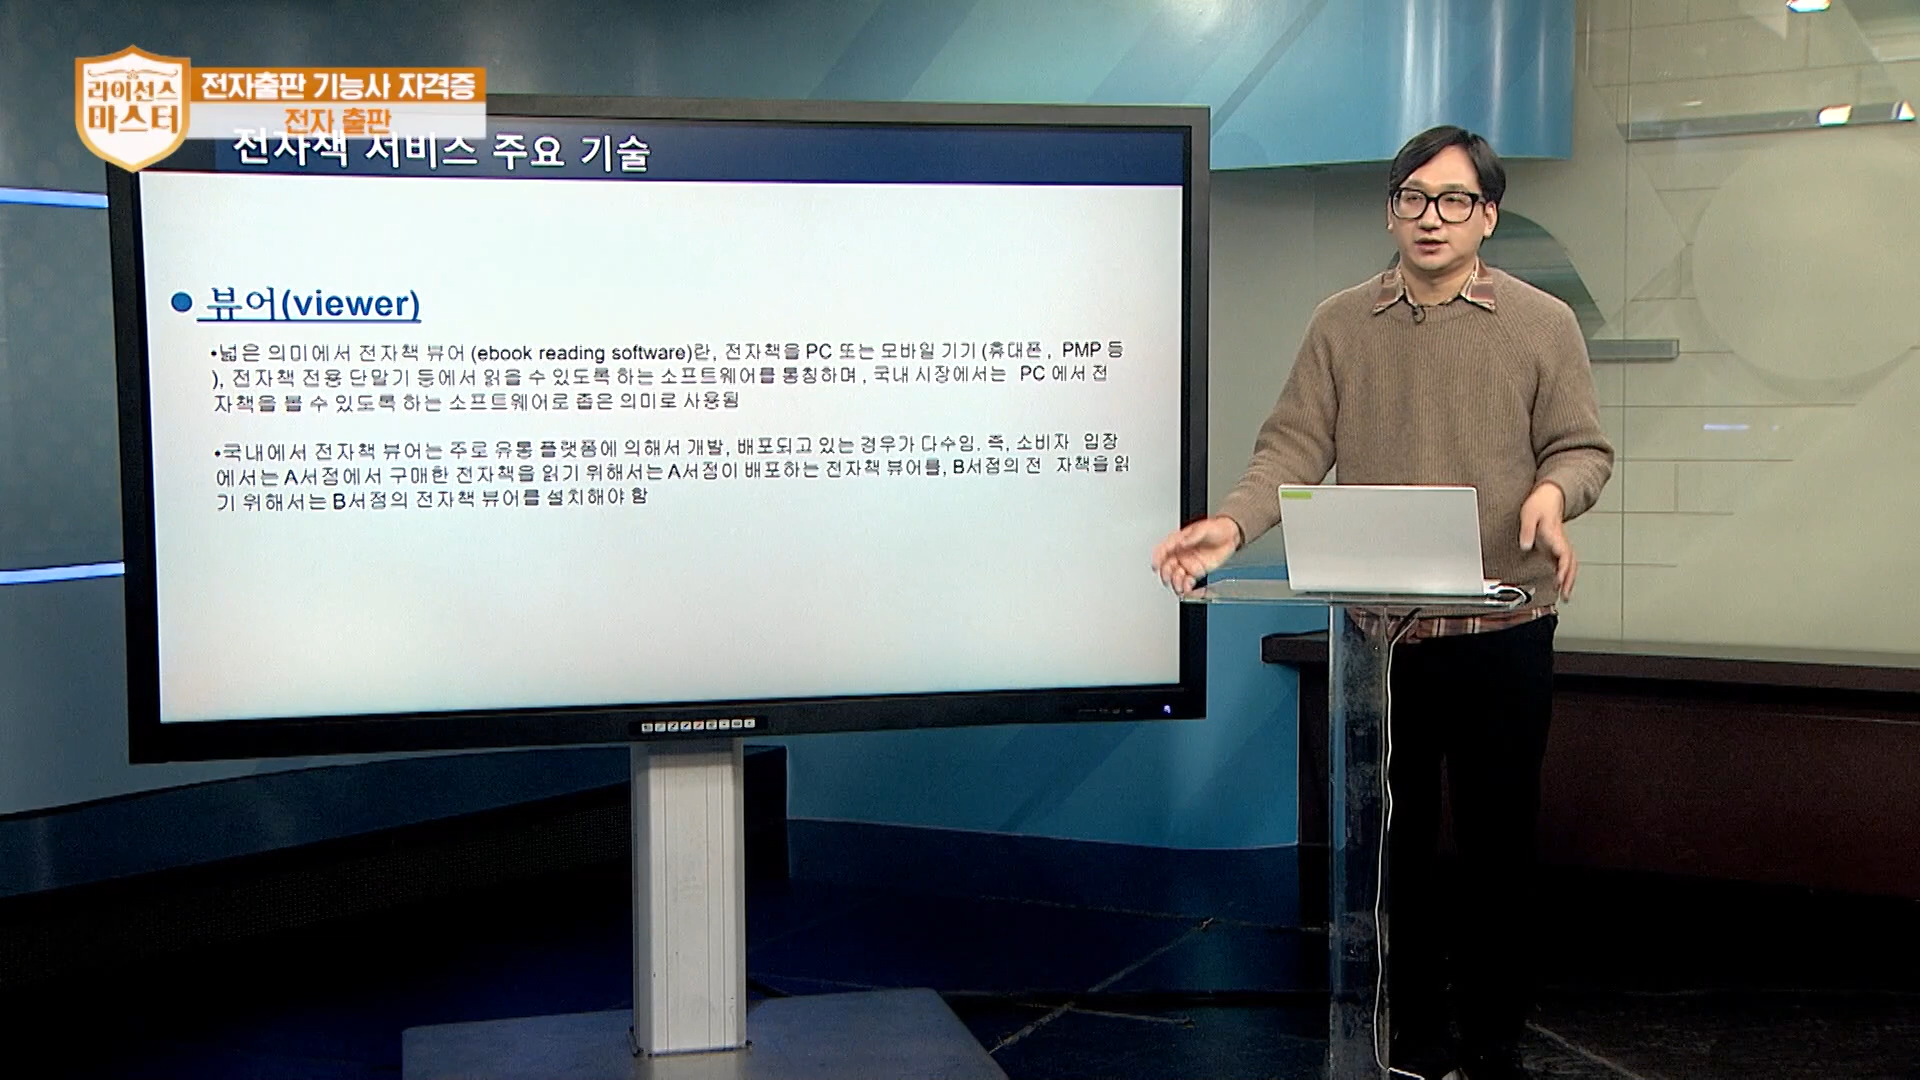 라이선스
마스터
전자출판 기능사 자격증
전자 출판
전자책 서비스 주요 기술
● 뷰어(viewer)
•넓은 의미에서 전자책 뷰어 (ebook reading software)란, 전자책을 PC 또는 모바일 기기 (휴대폰 , PMP 등
), 전자책 전용 단말기 등에서 읽을 수 있도록 하는 소프트웨어를 통칭하며 , 국내 시장에서는 PC 에서 전
자책을 볼 수 있도록 하는 소프트웨어로 좁은 의미로 사용됨
•국내에서 전자책 뷰어는 주로 유통 플랫폼에 의해서 개발, 배포되고 있는 경우가 다수임. 즉, 소비자 입장
에서는 A서점에서 구매한 전자책을 읽기 위해서는 A서점이 배포하는 전자책 뷰어를, B서점의 전 자책을 읽
기 위해서는 B서점의 전자책 뷰어를 설치해야 함